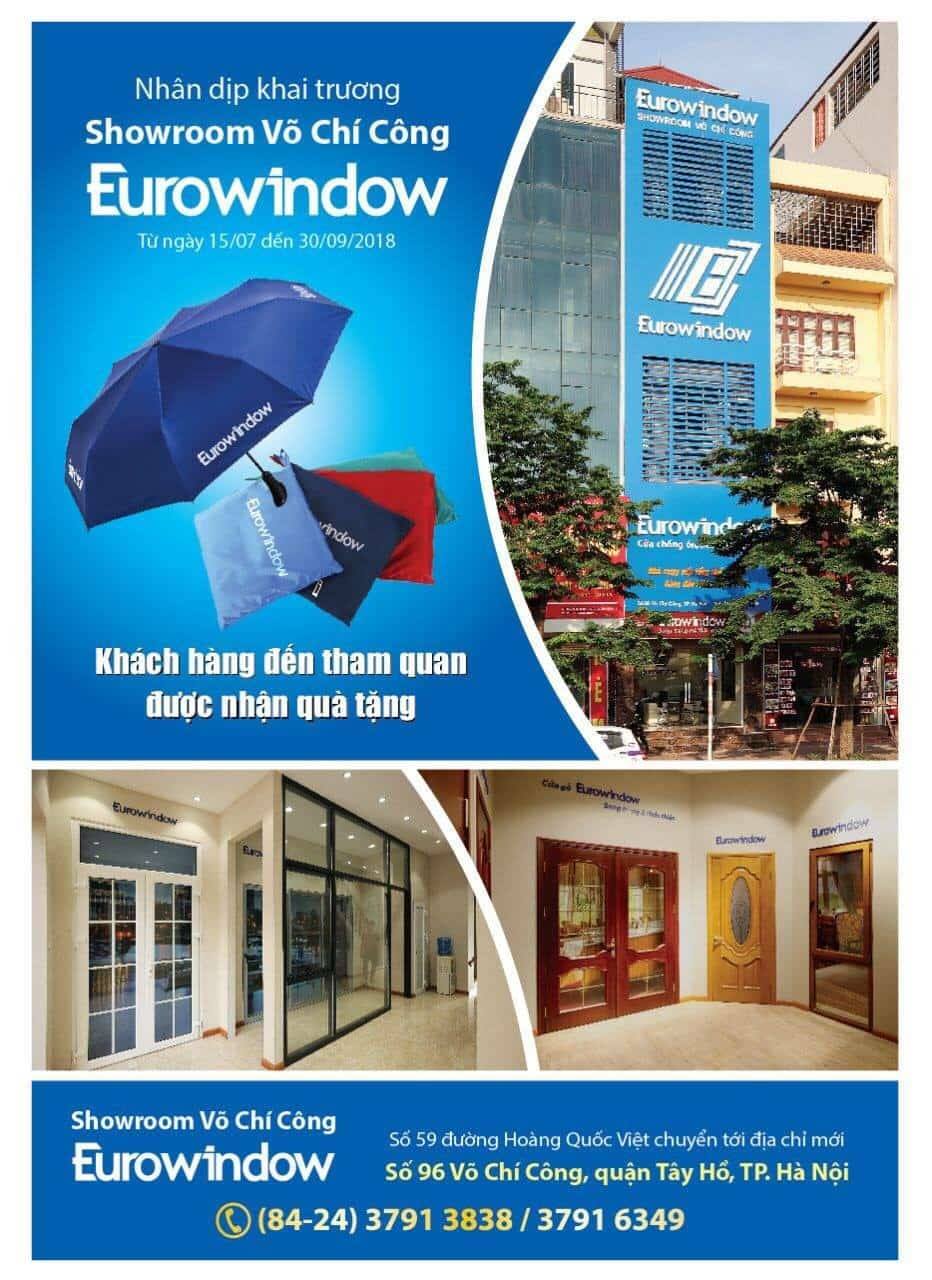 Nhân dịp khai trương
Showroom Võ Chí Công
Eurowindow
Từ ngày 15/07 đến 30/09/2018
Eurowindow
Eurowindow
Khách hàng đến tham quan
được nhận quà tặng
Eurowindow
SHOWROOM VÕ CHÍ CÔNG
Eurowindow
Eurowindow
Eurowindow
Cửa gỗ Eurowindow
Eurowindow
Eurowindow
Showroom Võ Chí Công
Eurowindow
Số 59 đường Hoàng Quốc Việt chuyển tới địa chỉ mới
Số 96 Võ Chí Công, quận Tây Hồ, TP. Hà Nội
(84-24) 3791 3838 / 3791 6349